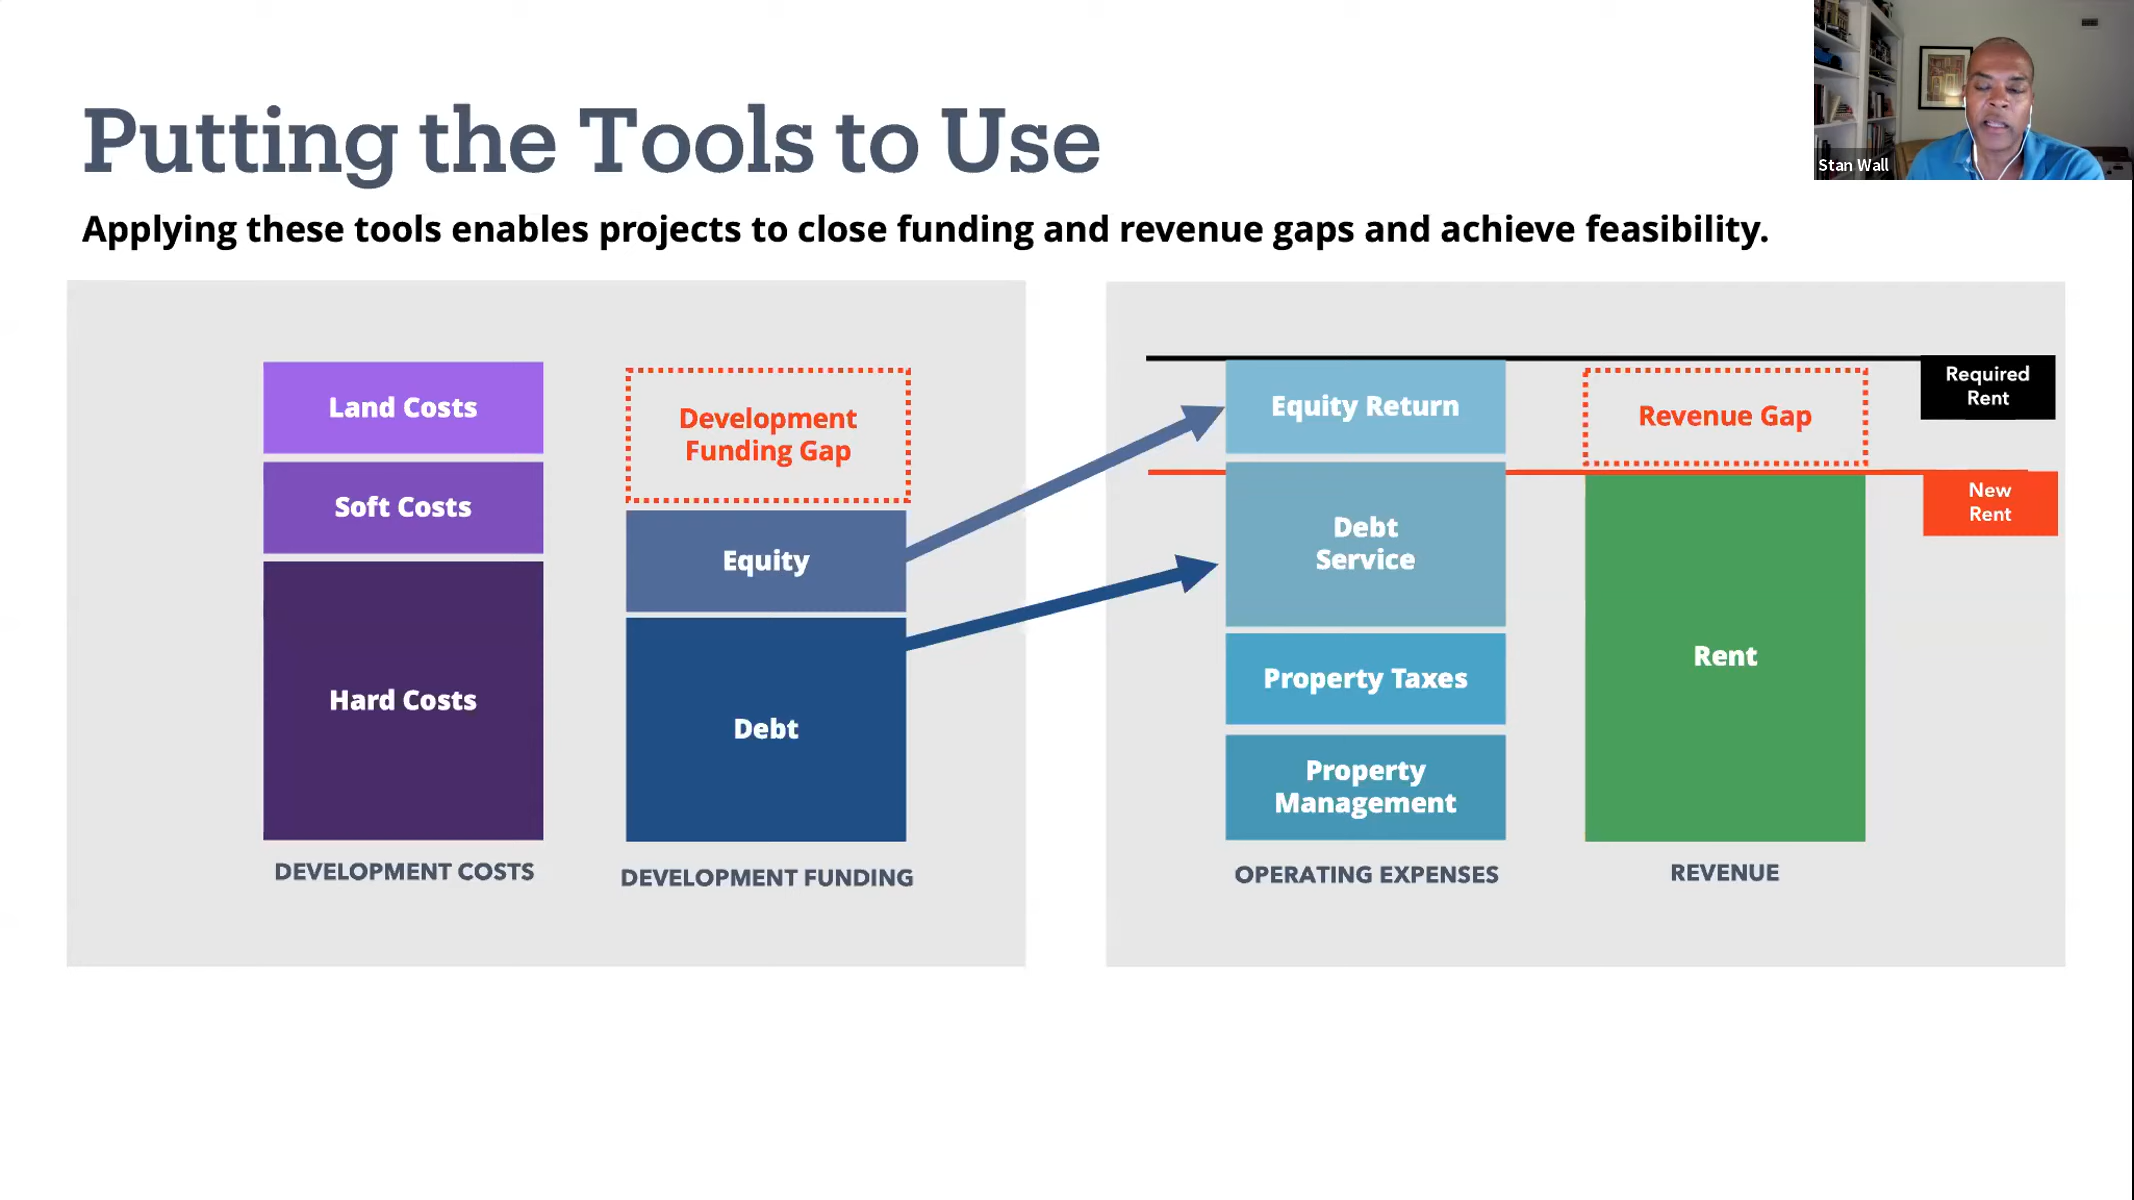 Putting the Tools to Use
Stan Wall
Applying these tools enables projects to close funding and revenue gaps and achieve feasibility.
Land Costs
Soft Costs
Hard Costs
DEVELOPMENT COSTS
Development
Funding Gap
Equity
Debt
DEVELOPMENT FUNDING
Equity Return
Debt
Service
Property Taxes
Property
Management
OPERATING EXPENSES
Revenue Gap
Rent
REVENUE
Required
Rent
New
Rent